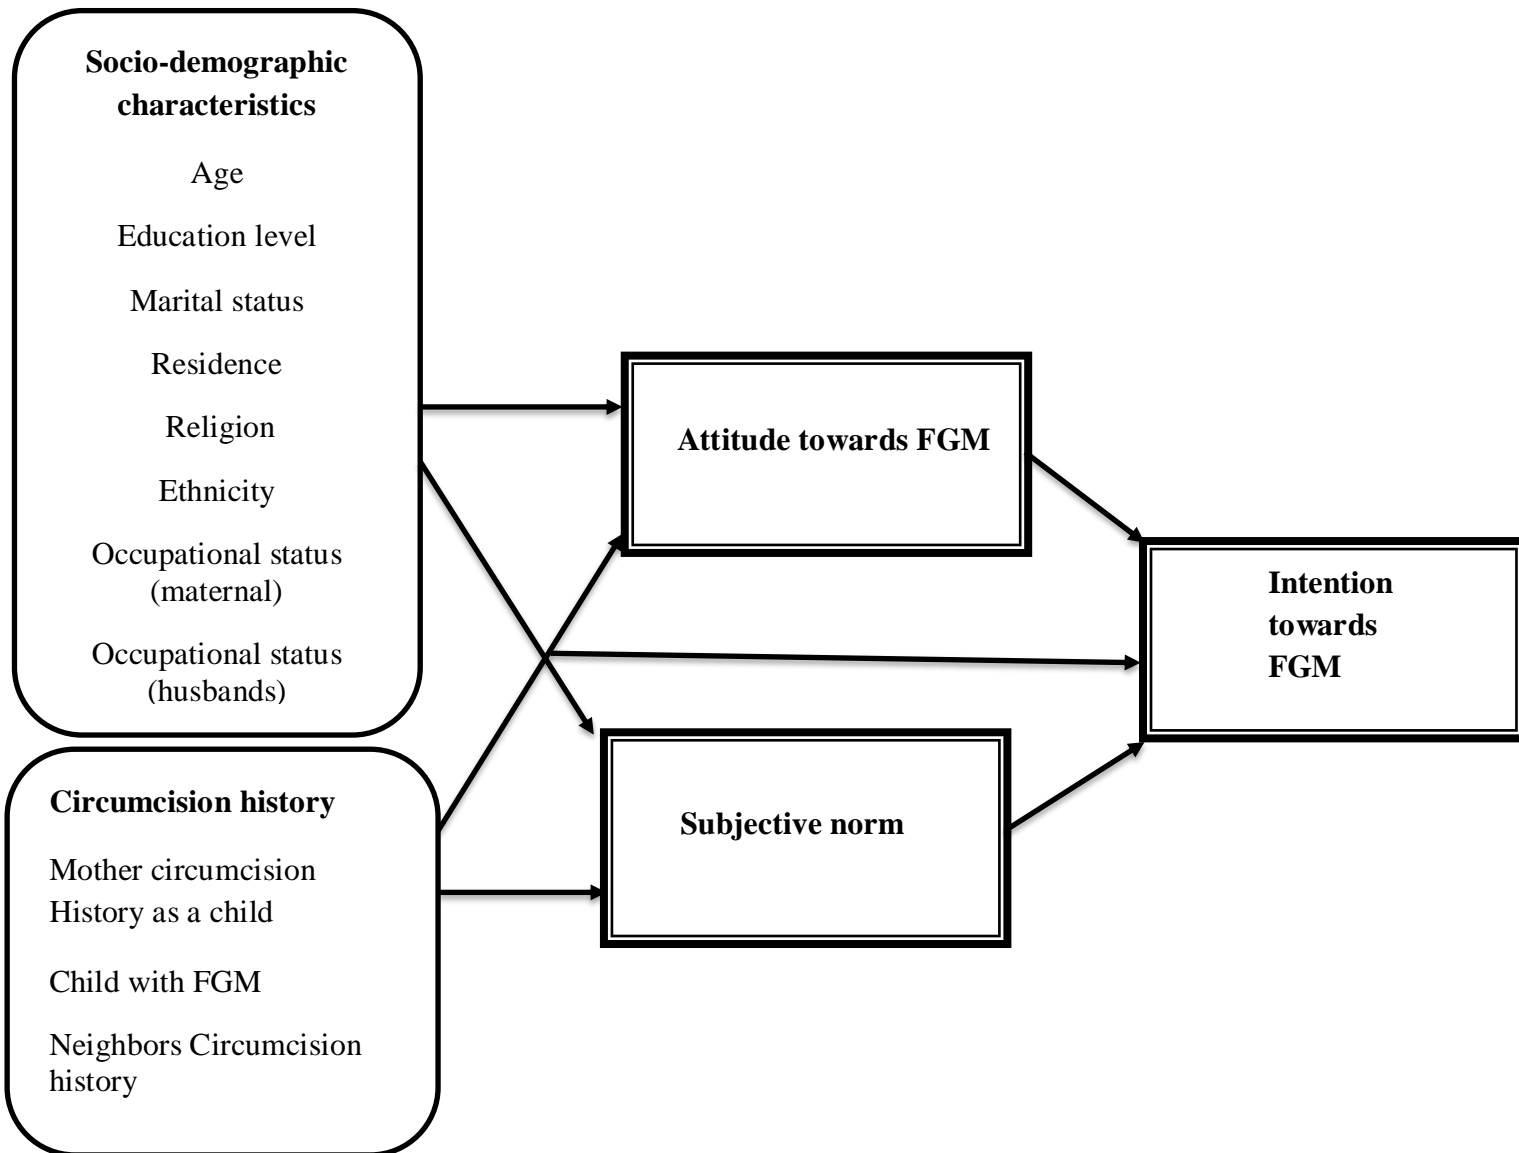 Socio-demographic
characteristics
Age
Education level
Marital status
Residence
Religion
Ethnicity
Occupational status
(maternal)
Occupational status
(husbands)
Circumcision history
Mother circumcision
History as a child
Child with FGM
Neighbors Circumcision
history
Attitude towards FGM
Subjective norm
Intention
towards
FGM